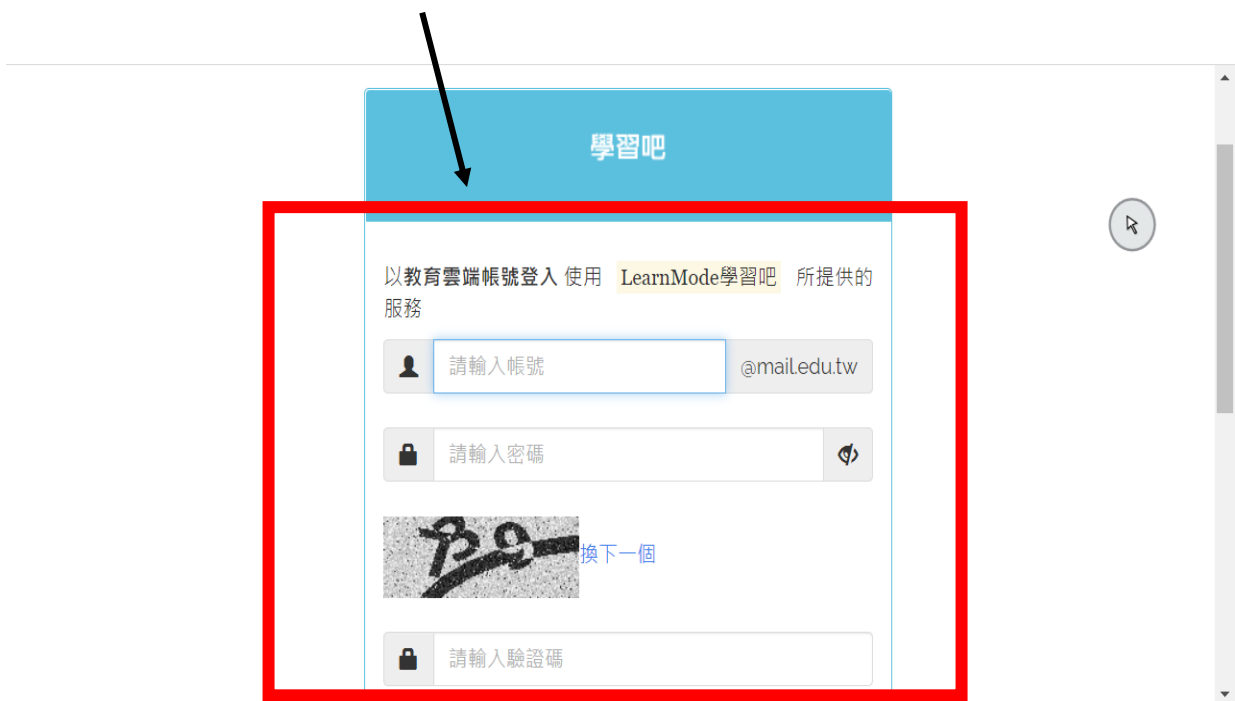 學習吧
以教育雲端帳號登入 使用 LearnMode學習吧 所提供的
服務
請輸入帳號 @mail.edu.tw
請輸入密碼
換下一個
請輸入驗證碼